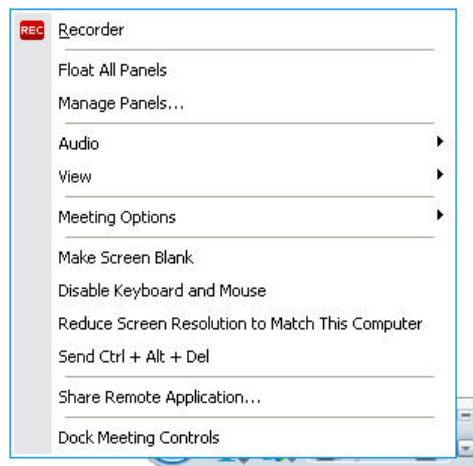 REC Recorder
Float All Panels
Manage Panels...
Audio
View
Meeting Options
Make Screen Blank
Disable Keyboard and Mouse
Reduce Screen Resolution to Match This Computer
Send Ctrl + Alt + Del
Share Remote Application...
Dock Meeting Controls